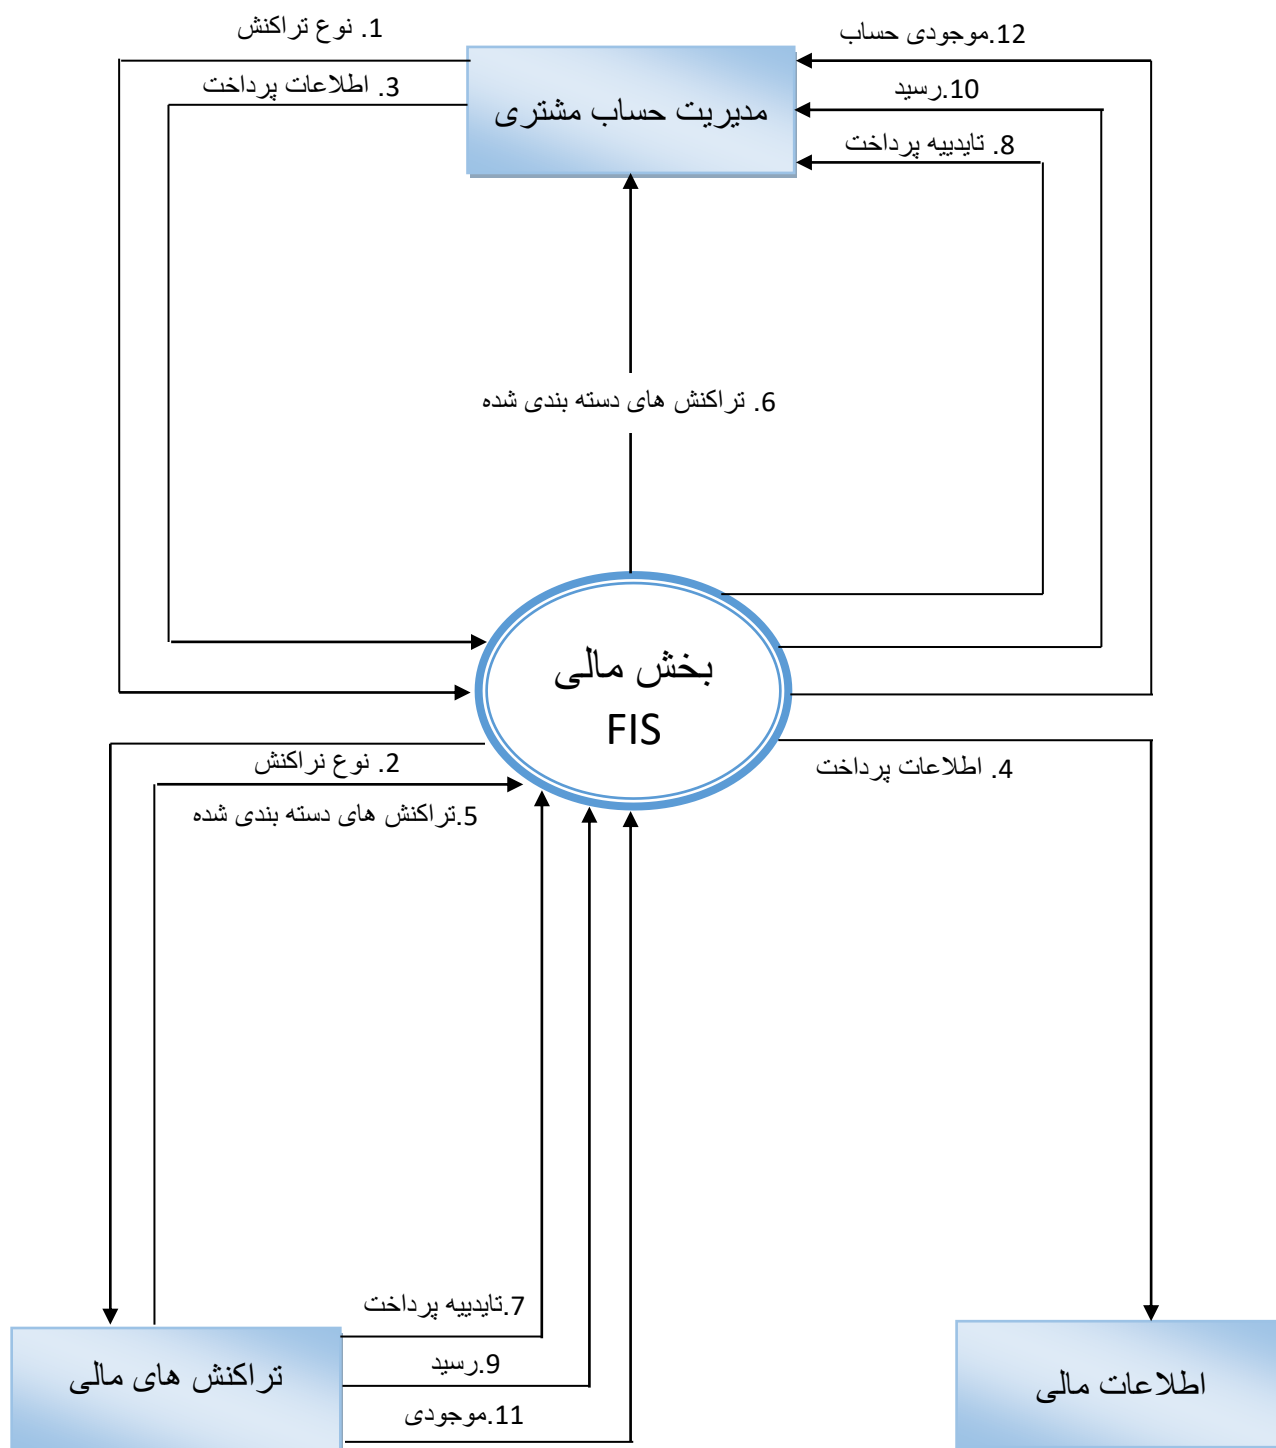 1. نوع تراکنش
12.موجودی حساب
3. اطلاعات پرداخت
10.رسید
مدیریت حساب مشتری
8. تایدییه پرداخت
6. تراکنش های دسته بندی شده
بخش مالی
FIS
2. نوع نراکنش
4. اطلاعات پرداخت
5.تراکنش های دسته بندی شده
7.تایدییه پرداخت
9.رسید
تراکنش های مالی
اطلاعات مالی
11.موجودی